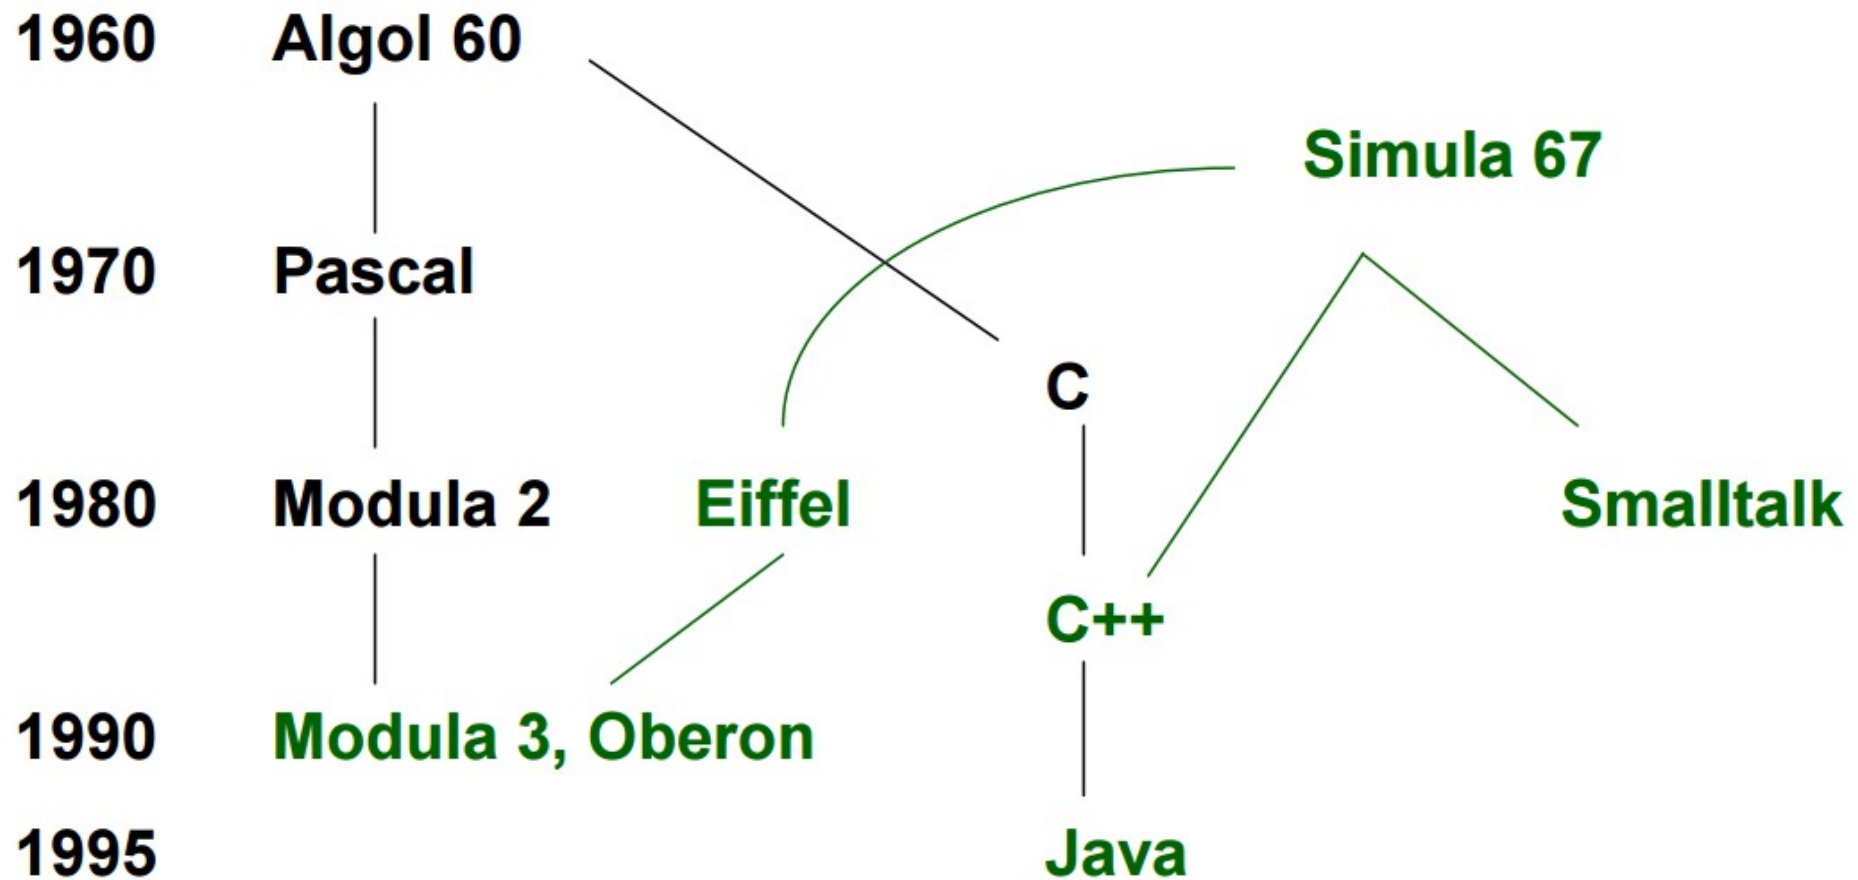 1960 Algol 60
Simula 67
1970 Pascal
C
1980 Modula 2 Eiffel Smalltalk
C++
1990 Modula 3, Oberon
1995 Java